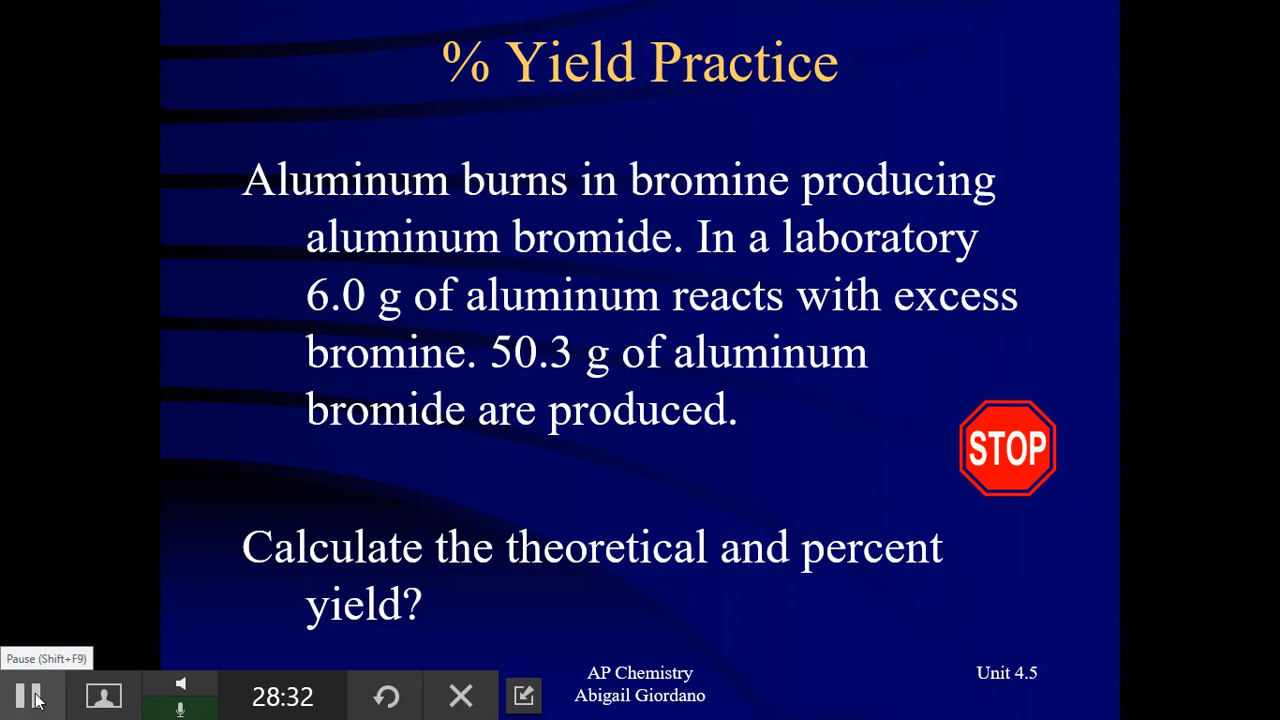 % Yield Practice
Aluminum burns in bromine producing
aluminum bromide. In a laboratory
6.0 g of aluminum reacts with excess
bromine. 50.3 g of aluminum
bromide are produced.
STOP
Calculate the theoretical and percent
yield?
Pause (Shift+F9)
28:32
AP Chemistry
Abigail Giordano
Unit 4.5